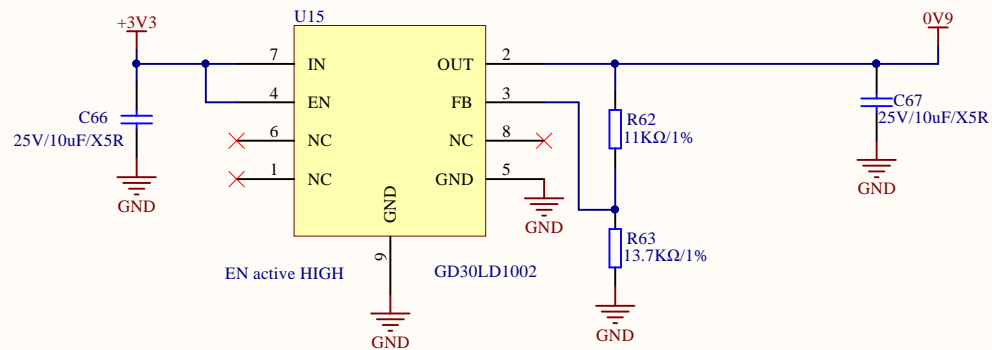 U15
+3V3
0V9
7
IN
OUT
2
4
EN
FB
3
C66
25V/10uF/X5R
C67
25V/10uF/X5R
R62
11KΩ/1%
6
NC
NC
8
1
NC
GND
5
GND
GND
GND
GND
R63
13.7KΩ/1%
9
EN active HIGH
GD30LD1002
GND
GND